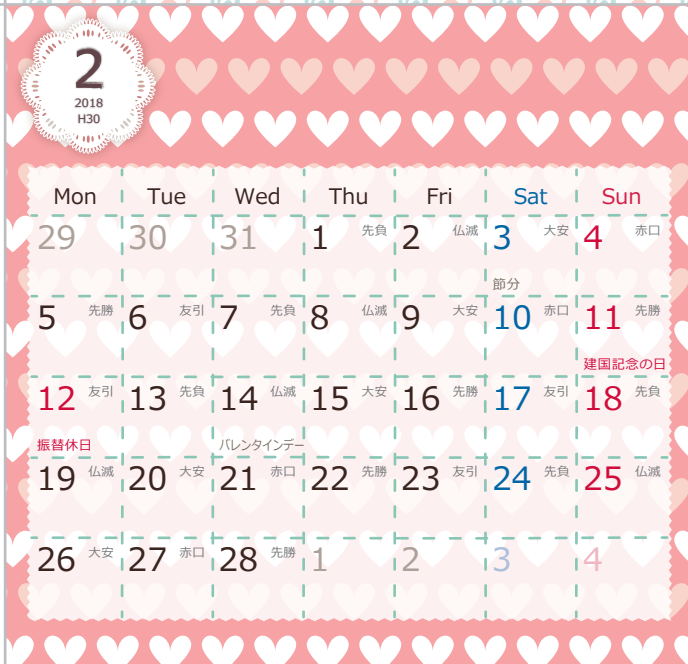 2
2018
H30
Mon Tue Wed Thu Fri Sat Sun
29 30 31 1 先負 2 仏滅 3 大安 4 赤口
節分
5 先勝 6 友引 7 先負 8 仏滅 9 大安 10 赤口 11 先勝
建国記念の日
12 友引 13 先負 14 仏滅 15 大安 16 先勝 17 友引 18 先負
振替休日 バレンタインデー
19 仏滅 20 大安 21 赤口 22 先勝 23 友引 24 先負 25 仏滅
26 大安 27 赤口 28 先勝 1 2 3 4